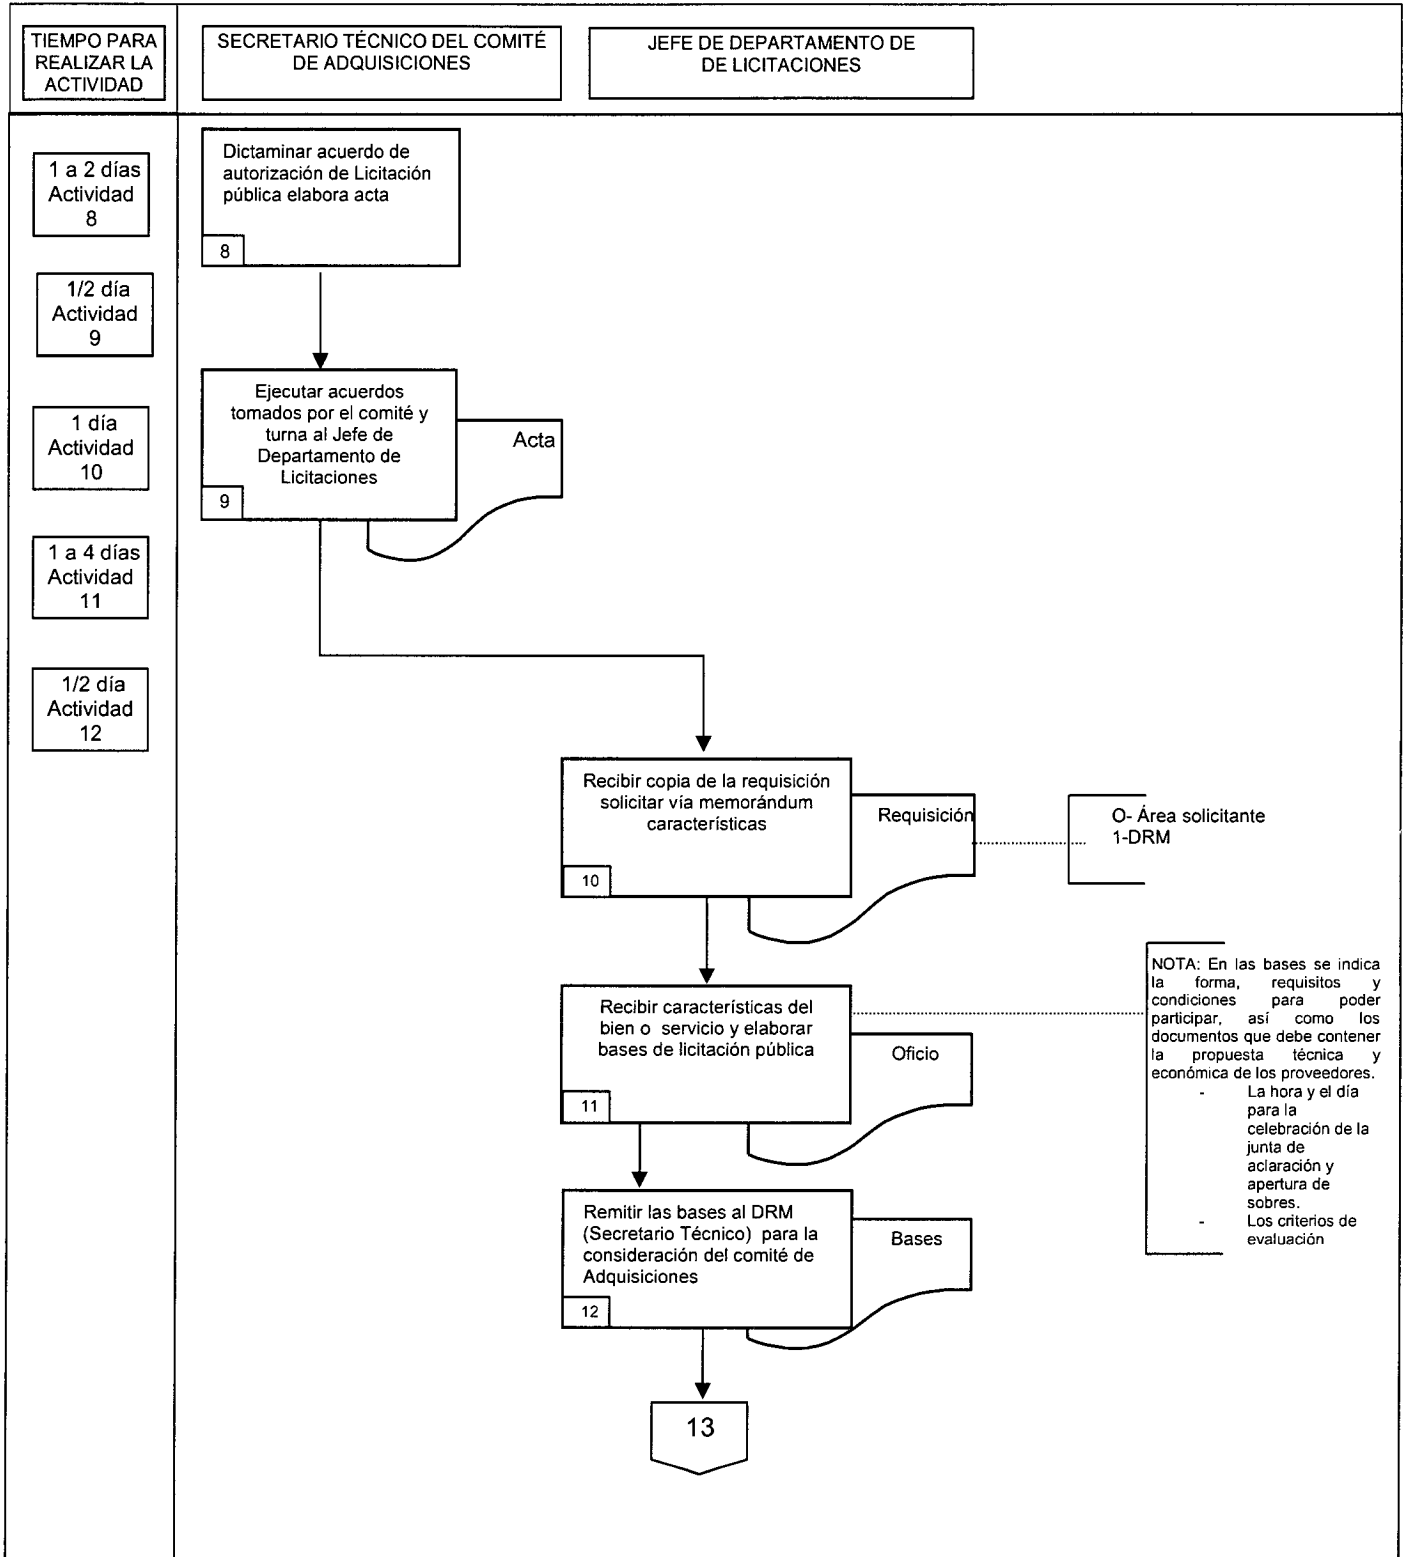 TIEMPO PARA
REALIZAR LA
ACTIVIDAD
SECRETARIO TÉCNICO DEL COMITÉ
DE ADQUISICIONES
JEFE DE DEPARTAMENTO DE
DE LICITACIONES
1 a 2 días
Actividad
8
1/2 día
Actividad
9
1 día
Actividad
10
1 a 4 días
Actividad
11
1/2 día
Actividad
12
Dictaminar acuerdo de
autorización de Licitación
pública elabora acta
8
Ejecutar acuerdos
tomados por el comité y
turna al Jefe de
Departamento de
Licitaciones
9
Acta
Recibir copia de la requisición
solicitar vía memorándum
características
10
Requisición
O- Área solicitante
1-DRM
Recibir características del
bien o servicio y elaborar
bases de licitación pública
11
Oficio
NOTA: En las bases se indica
la forma, requisitos y
condiciones para poder
participar, así como los
documentos que debe contener
la propuesta técnica y
económica de los proveedores.
- La hora y el día
para la
celebración de la
junta de
aclaración y
apertura de
sobres.
- Los criterios de
evaluación
Remitir las bases al DRM
(Secretario Técnico) para la
consideración del comité de
Adquisiciones
12
Bases
13